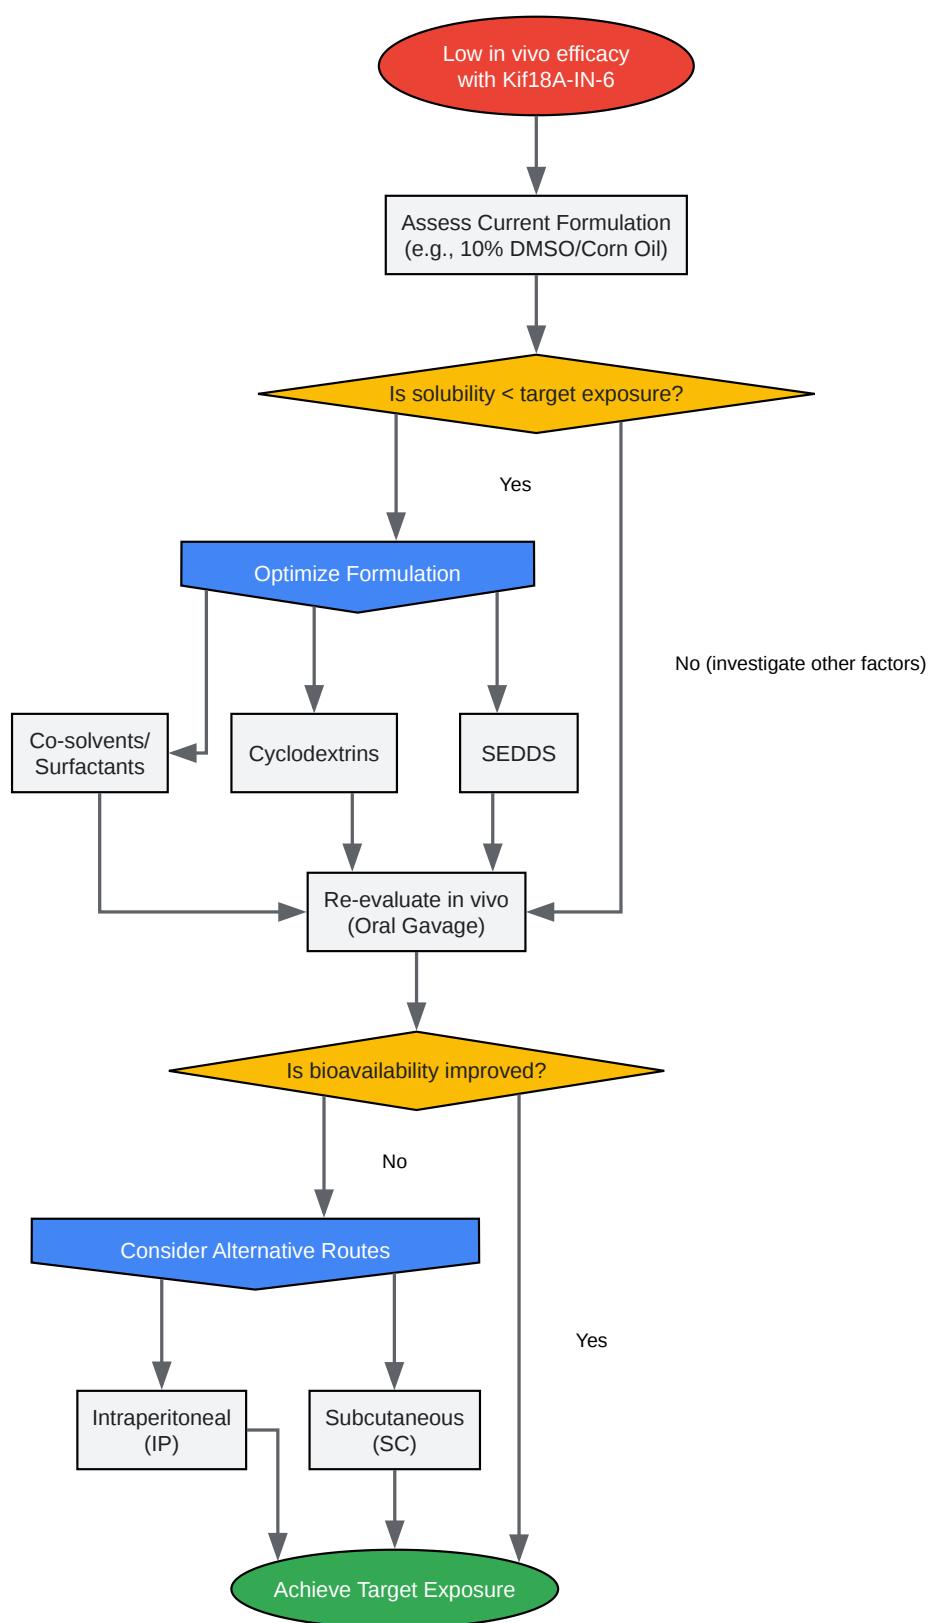 Low in vivo efficacy
with Kif18A-IN-6
Assess Current Formulation
(e.g., 10% DMSO/Corn Oil)
Is solubility < target exposure?
Yes
Optimize Formulation
No (investigate other factors)
Co-solvents/
Surfactants
Cyclodextrins
SEDDS
Re-evaluate in vivo
(Oral Gavage)
Is bioavailability improved?
No
Consider Alternative Routes
Yes
Intraperitoneal
(IP)
Subcutaneous
(SC)
Achieve Target Exposure